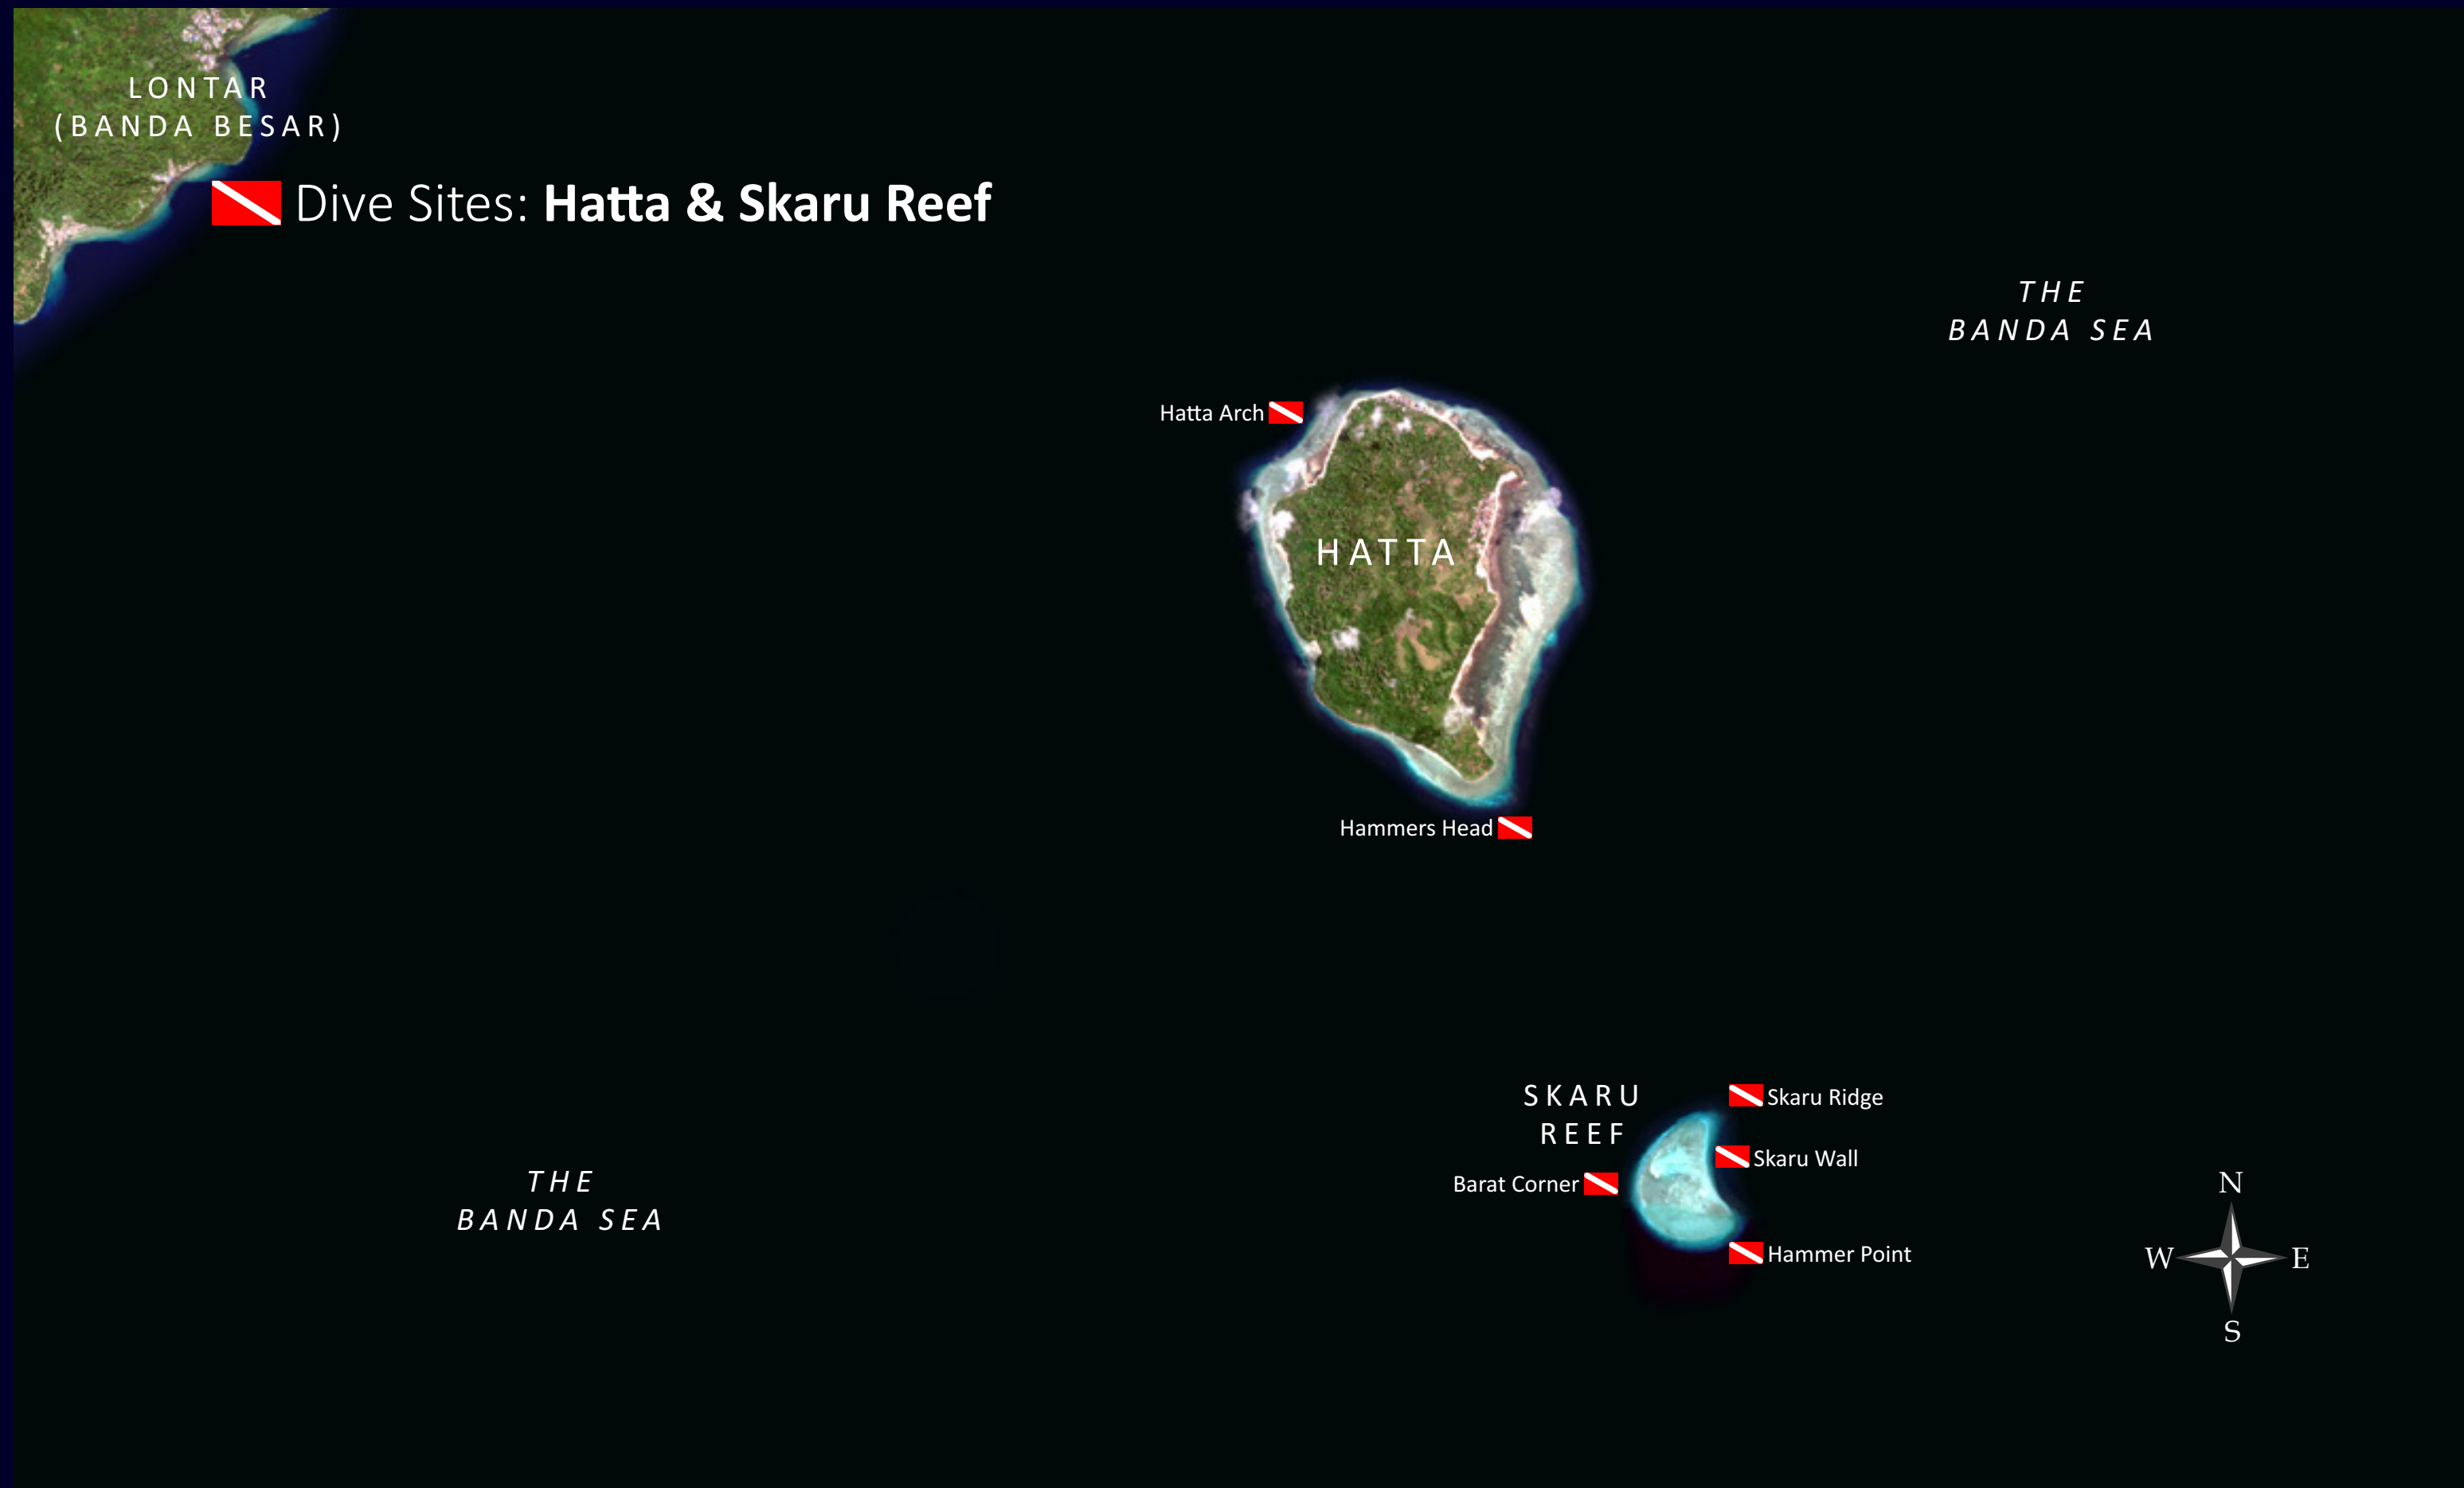 LONTAR
(BANDA BESAR)
Dive Sites: Hatta & Skaru Reef
THE
BANDA SEA
Hatta Arch
HATTA
Hammers Head
SKARU
REEF
Skaru Ridge
Skaru Wall
Barat Corner
Hammer Point
THE
BANDA SEA
N
W E
S